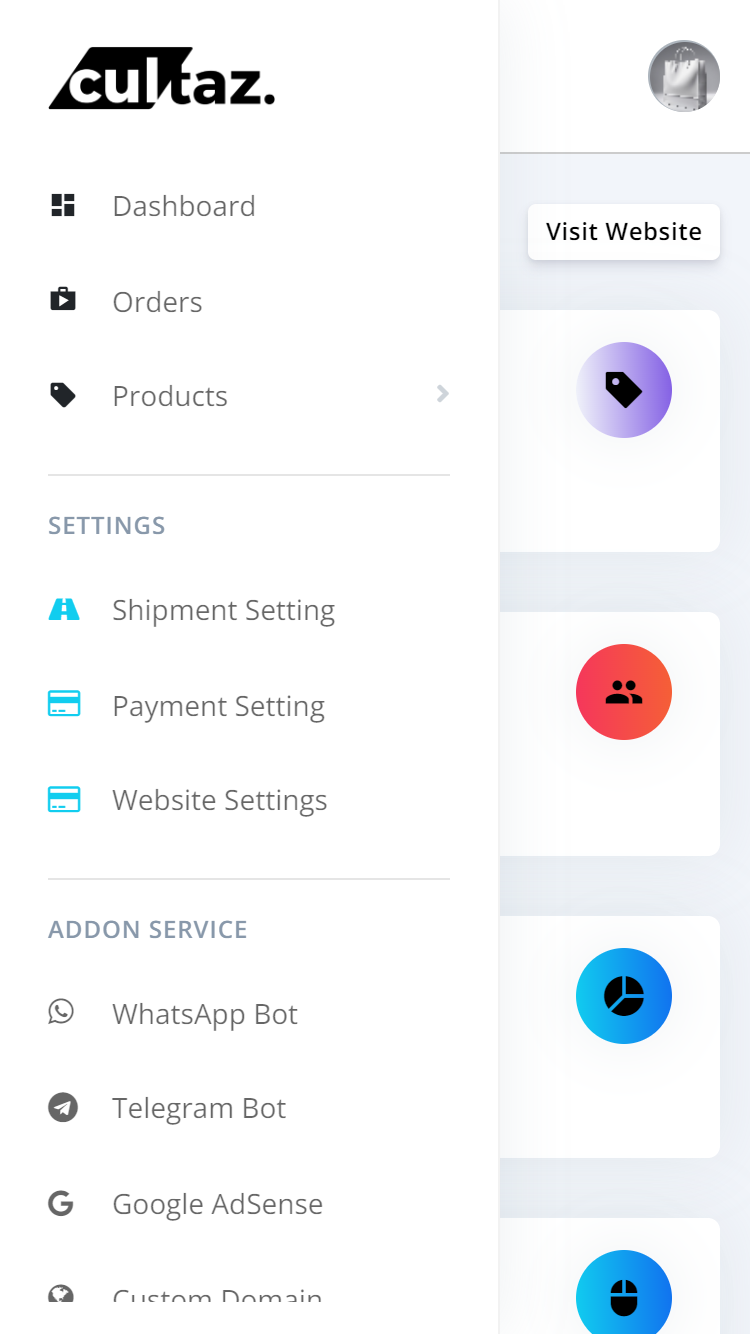 cultaz.
Visit Website
Dashboard
Orders
Products
SETTINGS
Shipment Setting
Payment Setting
Website Settings
ADDON SERVICE
WhatsApp Bot
Telegram Bot
Google AdSense
Custom Domain